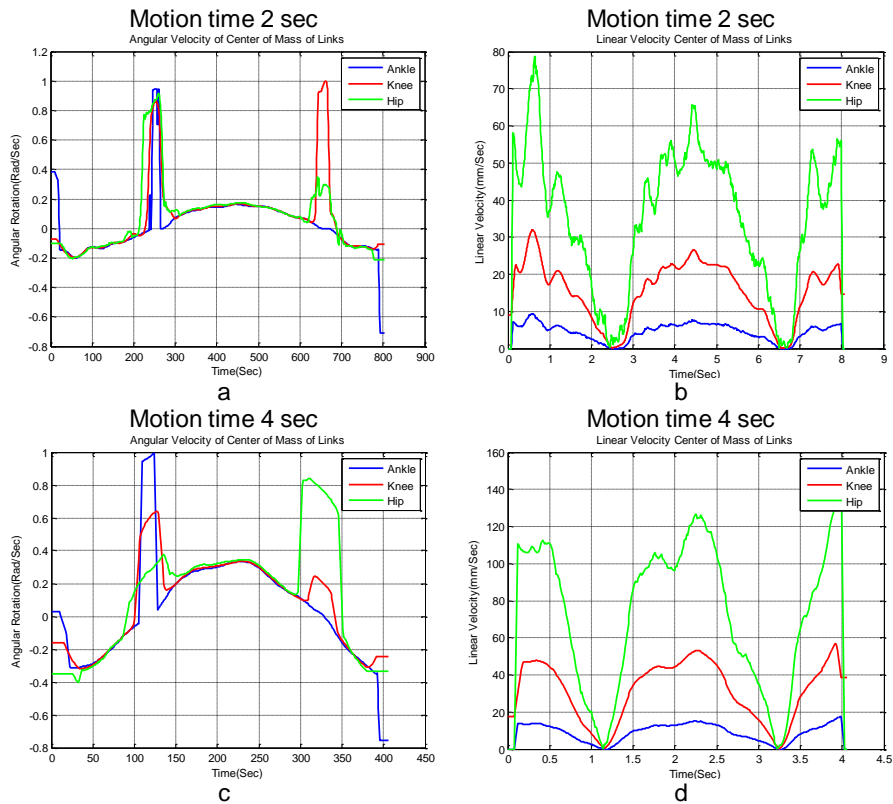 Motion time 2 sec
Angular Velocity of Center of Mass of Links
1.2
1
0.8
0.6
0.4
0.2
0
-0.2
-0.4
-0.6
-0.8
Angular Rotation(Rad/Sec)
Ankle
Knee
Hip
0 100 200 300 400 500 600 700 800 900
Time(Sec)
a
Motion time 2 sec
Linear Velocity Center of Mass of Links
80
70
60
50
40
30
20
10
0
Linear Velocity(mm/Sec)
Ankle
Knee
Hip
0 1 2 3 4 5 6 7 8 9
Time(Sec)
b
Motion time 4 sec
Angular Velocity of Center of Mass of Links
1
0.8
0.6
0.4
0.2
0
-0.2
-0.4
-0.6
-0.8
Angular Rotation(Rad/Sec)
Ankle
Knee
Hip
0 50 100 150 200 250 300 350 400 450
Time(Sec)
c
Motion time 4 sec
Linear Velocity Center of Mass of Links
160
140
120
100
80
60
40
20
0
Linear Velocity(mm/Sec)
Ankle
Knee
Hip
0 0.5 1 1.5 2 2.5 3 3.5 4 4.5
Time(Sec)
d